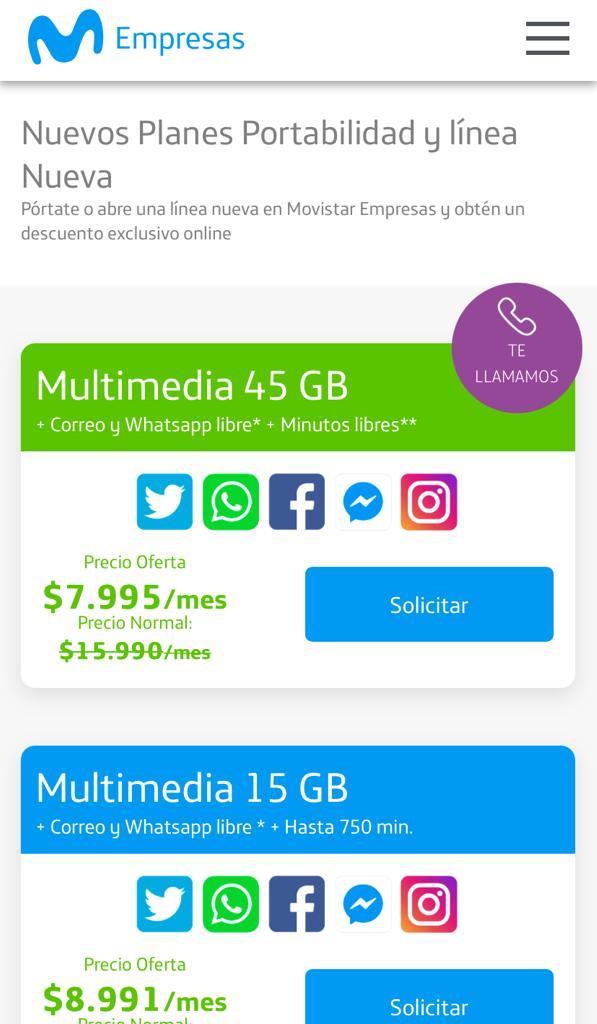 Empresas
Nuevos Planes Portabilidad y línea
Nueva
Pórtate o abre una línea nueva en Movistar Empresas y obtén un
descuento exclusivo online
TE
LLAMAMOS
Multimedia 45 GB
+ Correo y Whatsapp libre* + Minutos libres**
Precio Oferta
$7.995/mes
Precio Normal:
$15.990/mes
Solicitar
Multimedia 15 GB
+ Correo y Whatsapp libre * + Hasta 750 min.
Precio Oferta
$8.991/mes
Precio Normal:
Solicitar